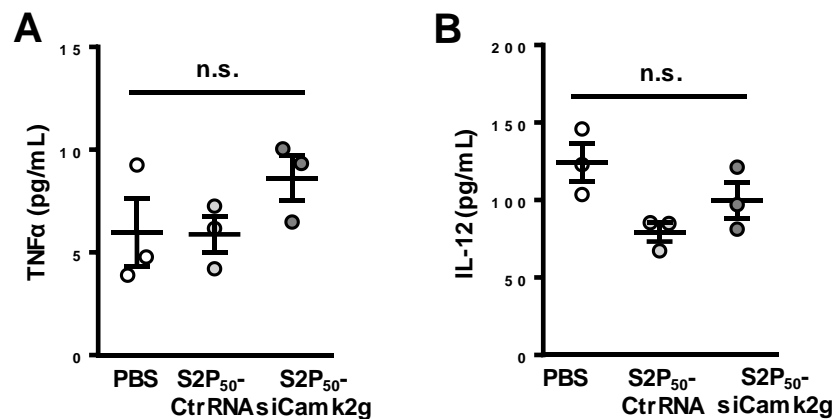 A
TNFα (pg/mL)
15
10
5
0
n.s.
PBS
S2P50-
CtrRNA
S2P50-
siCamk2g
B
IL-12 (pg/mL)
200
150
100
50
0
n.s.
PBS
S2P50-
CtrRNA
S2P50-
siCamk2g